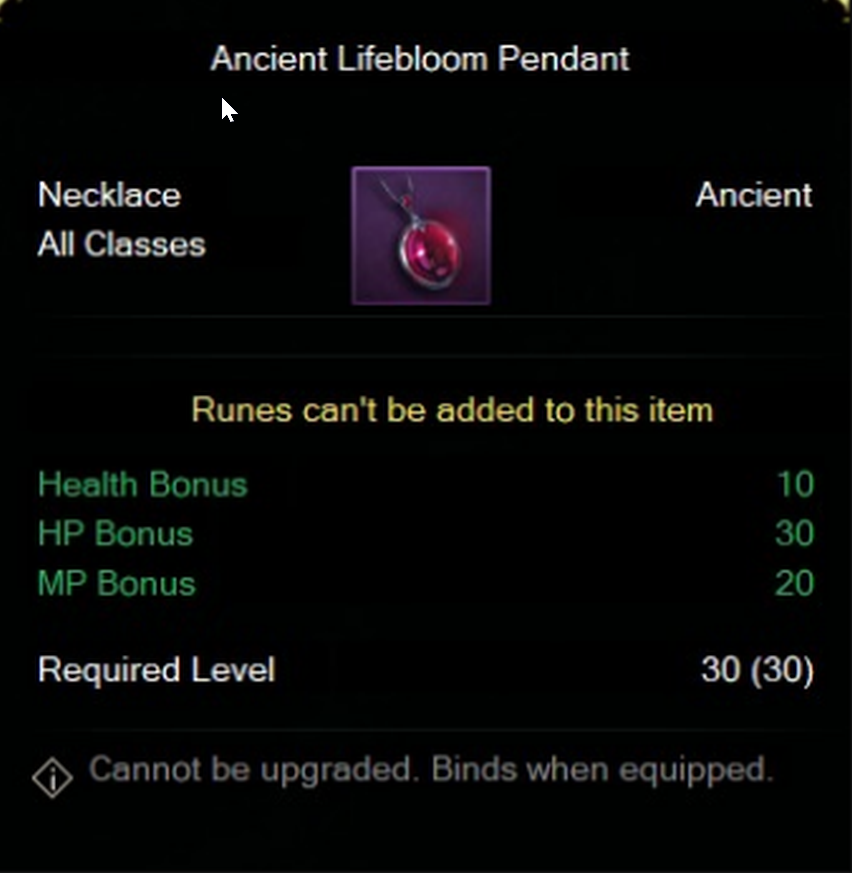 Ancient Lifebloom Pendant
Necklace Ancient
All Classes
Runes can't be added to this item
Health Bonus 10
HP Bonus 30
MP Bonus 20
Required Level 30 (30)
Cannot be upgraded. Binds when equipped.